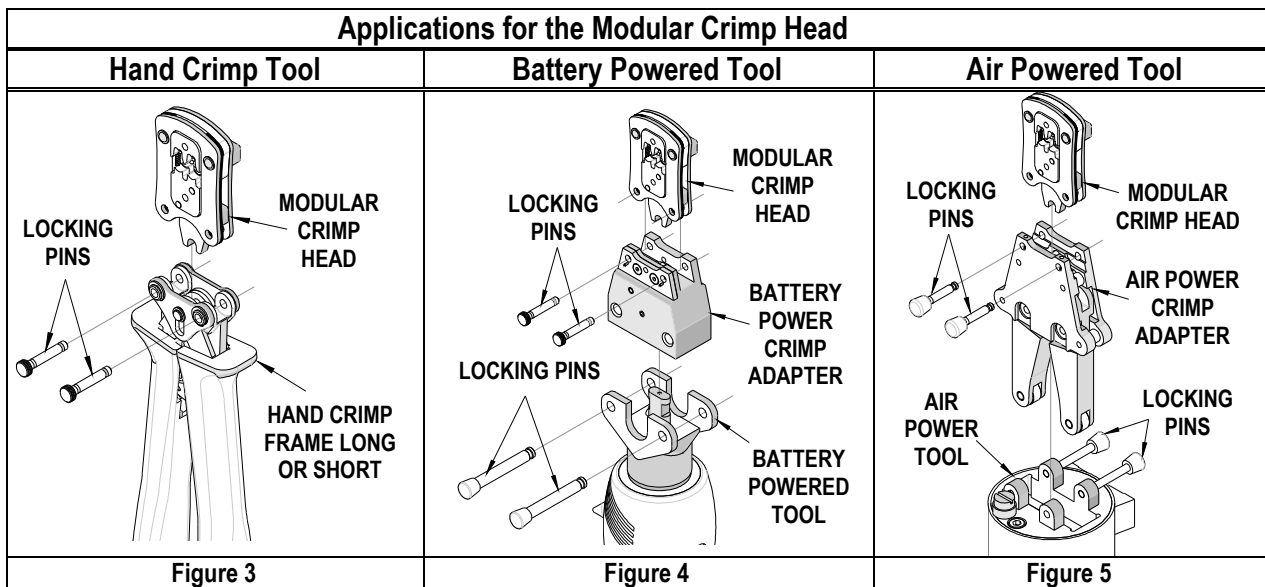 Applications for the Modular Crimp Head
Hand Crimp Tool
Battery Powered Tool
Air Powered Tool
LOCKING
PINS
MODULAR
CRIMP
HEAD
HAND CRIMP
FRAME LONG
OR SHORT
MODULAR
CRIMP
HEAD
LOCKING
PINS
BATTERY
POWER
CRIMP
ADAPTER
LOCKING PINS
BATTERY
POWERED
TOOL
LOCKING
PINS
MODULAR
CRIMP HEAD
AIR POWER
CRIMP
ADAPTER
AIR
POWER
TOOL
LOCKING
PINS
Figure 3
Figure 4
Figure 5